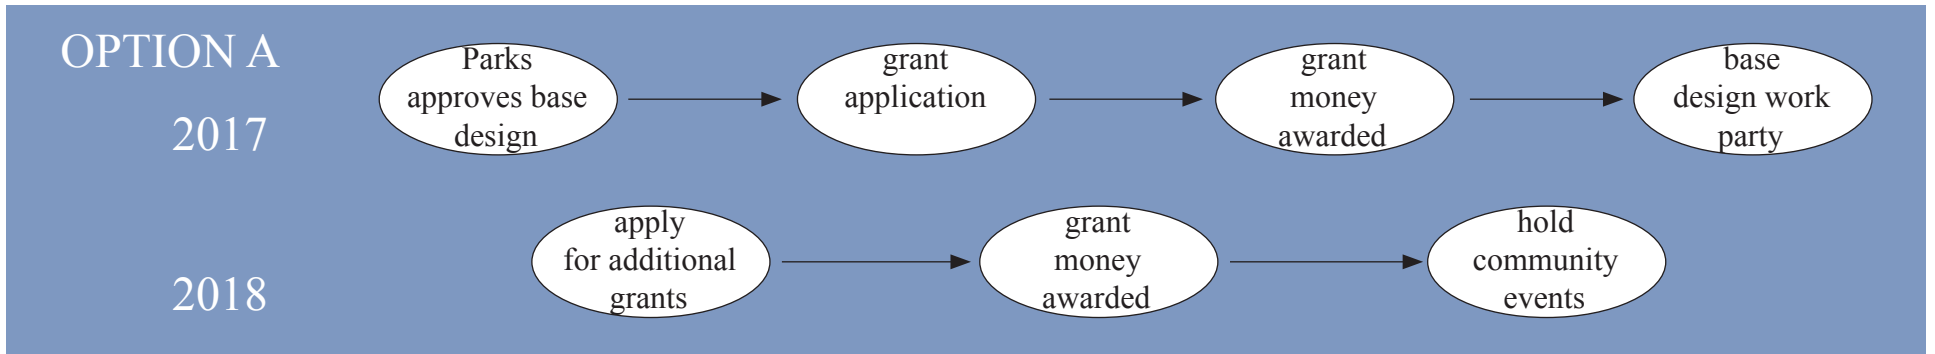 OPTION A
2017
Parks
approves base
design
grant
application
grant
money
awarded
base
design work
party
2018
apply
for additional
grants
grant
money
awarded
hold
community
events